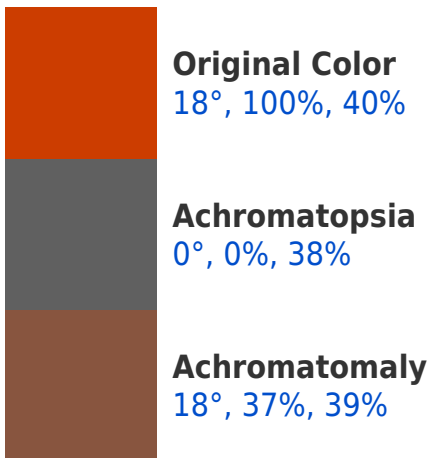 Original Color
18°, 100%, 40%
Achromatopsia
0°, 0%, 38%
Achromatomaly
18°, 37%, 39%